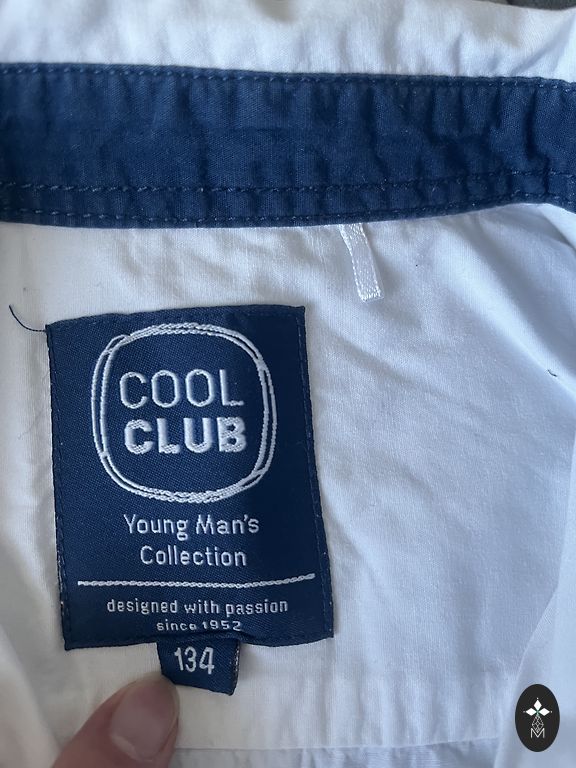 COOL
CLUB
Young Man's
Collection
designed with passion
since 1952
134
M